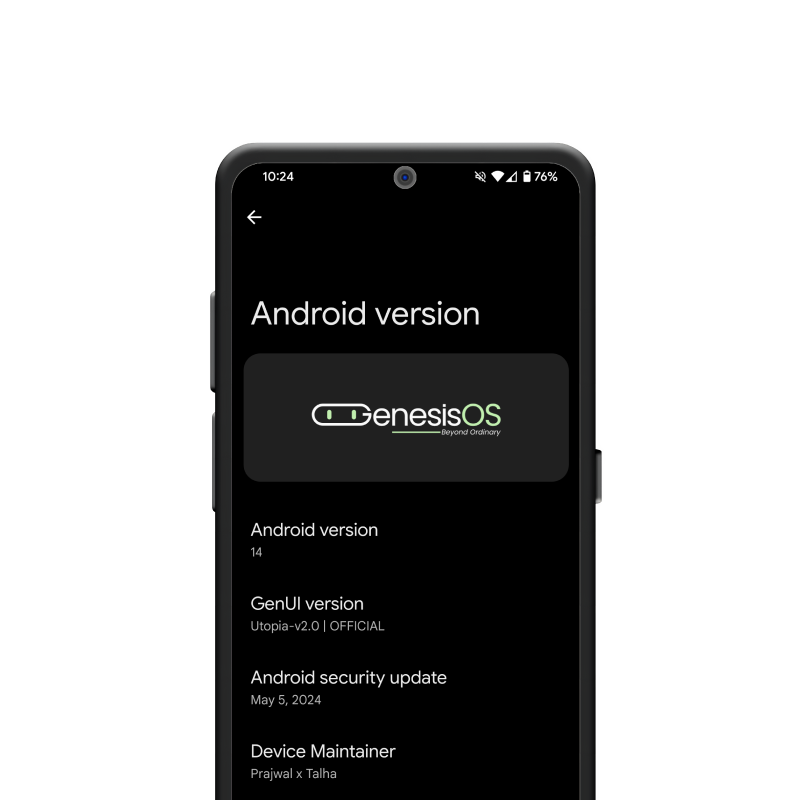 10:24
76%
Android version
GenesisOS
Beyond Ordinary
Android version
14
GenUI version
Utopia-v2.0 | OFFICIAL
Android security update
May 5, 2024
Device Maintainer
Prajwal x Talha